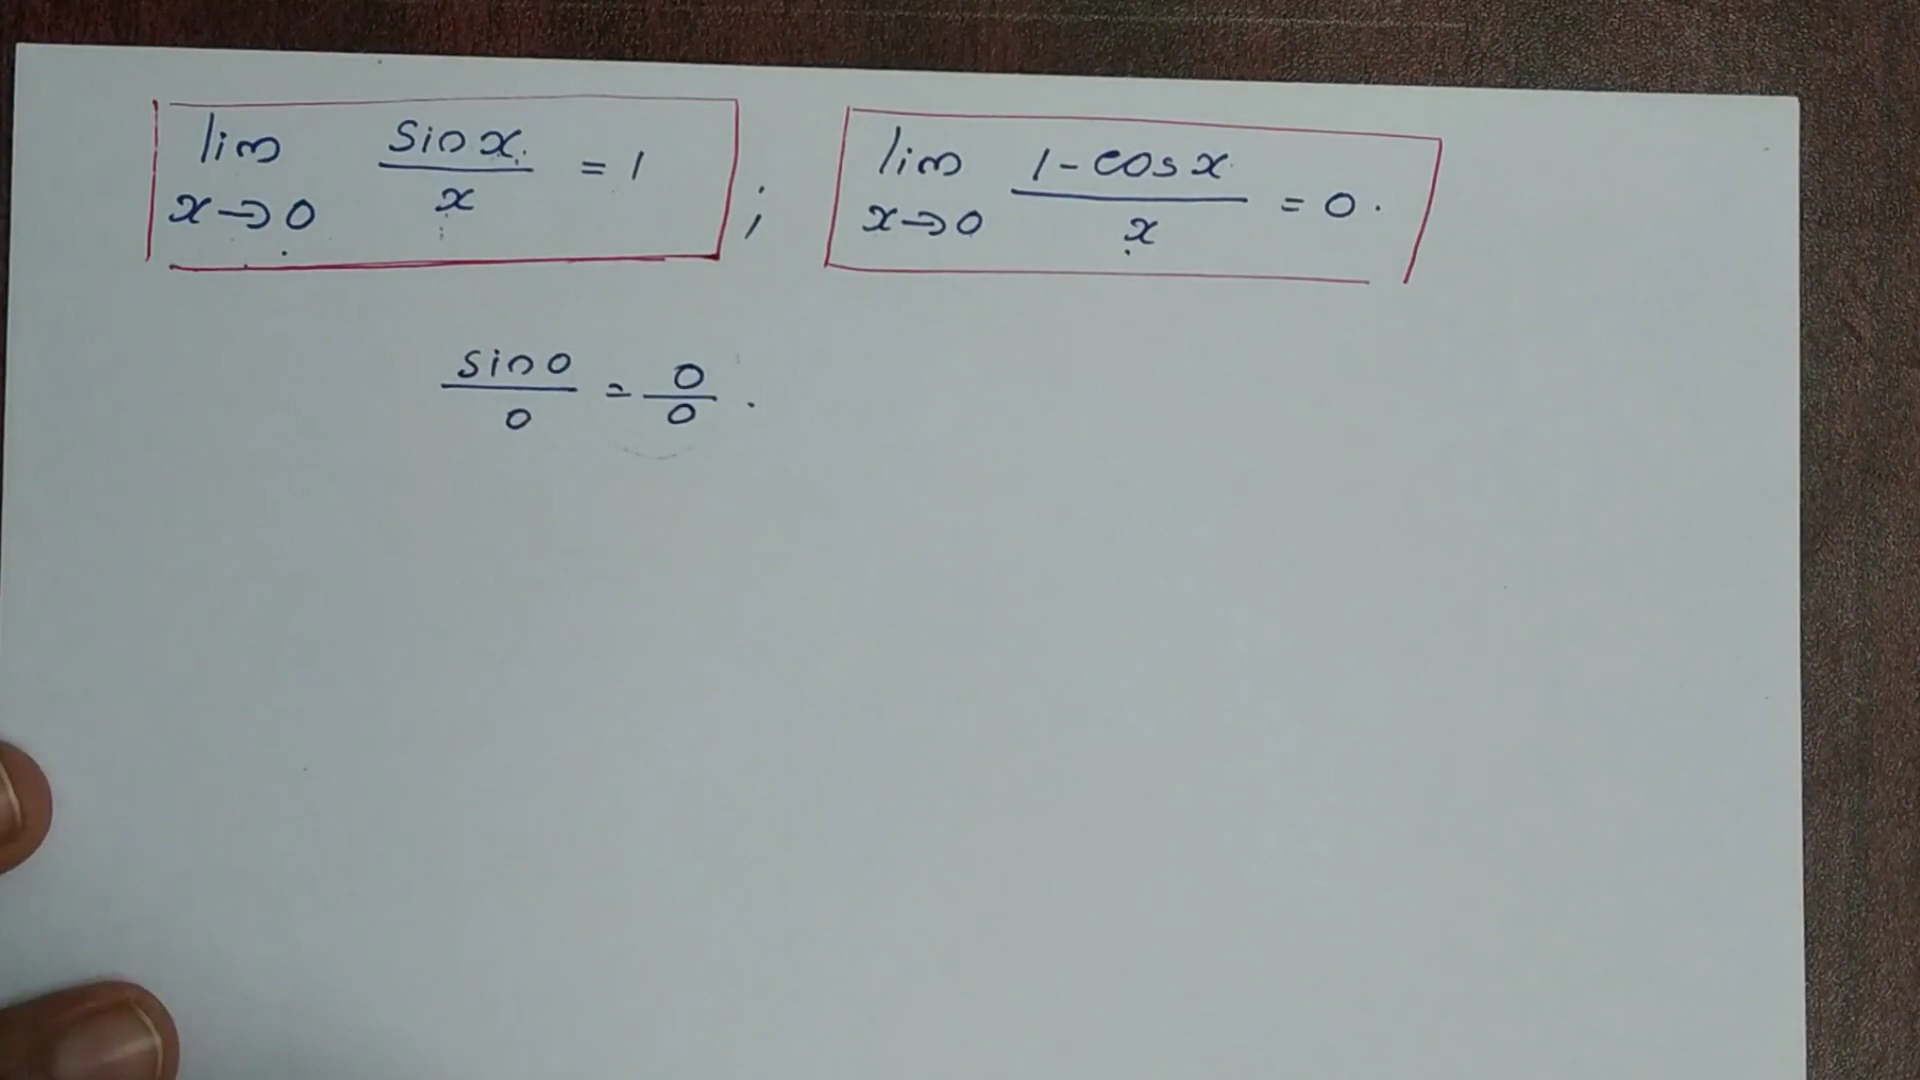 lim sin x / x = 1 ; lim 1 - cos x / x = 0.
x→0 x→0
sin 0 / 0 = 0 / 0 .